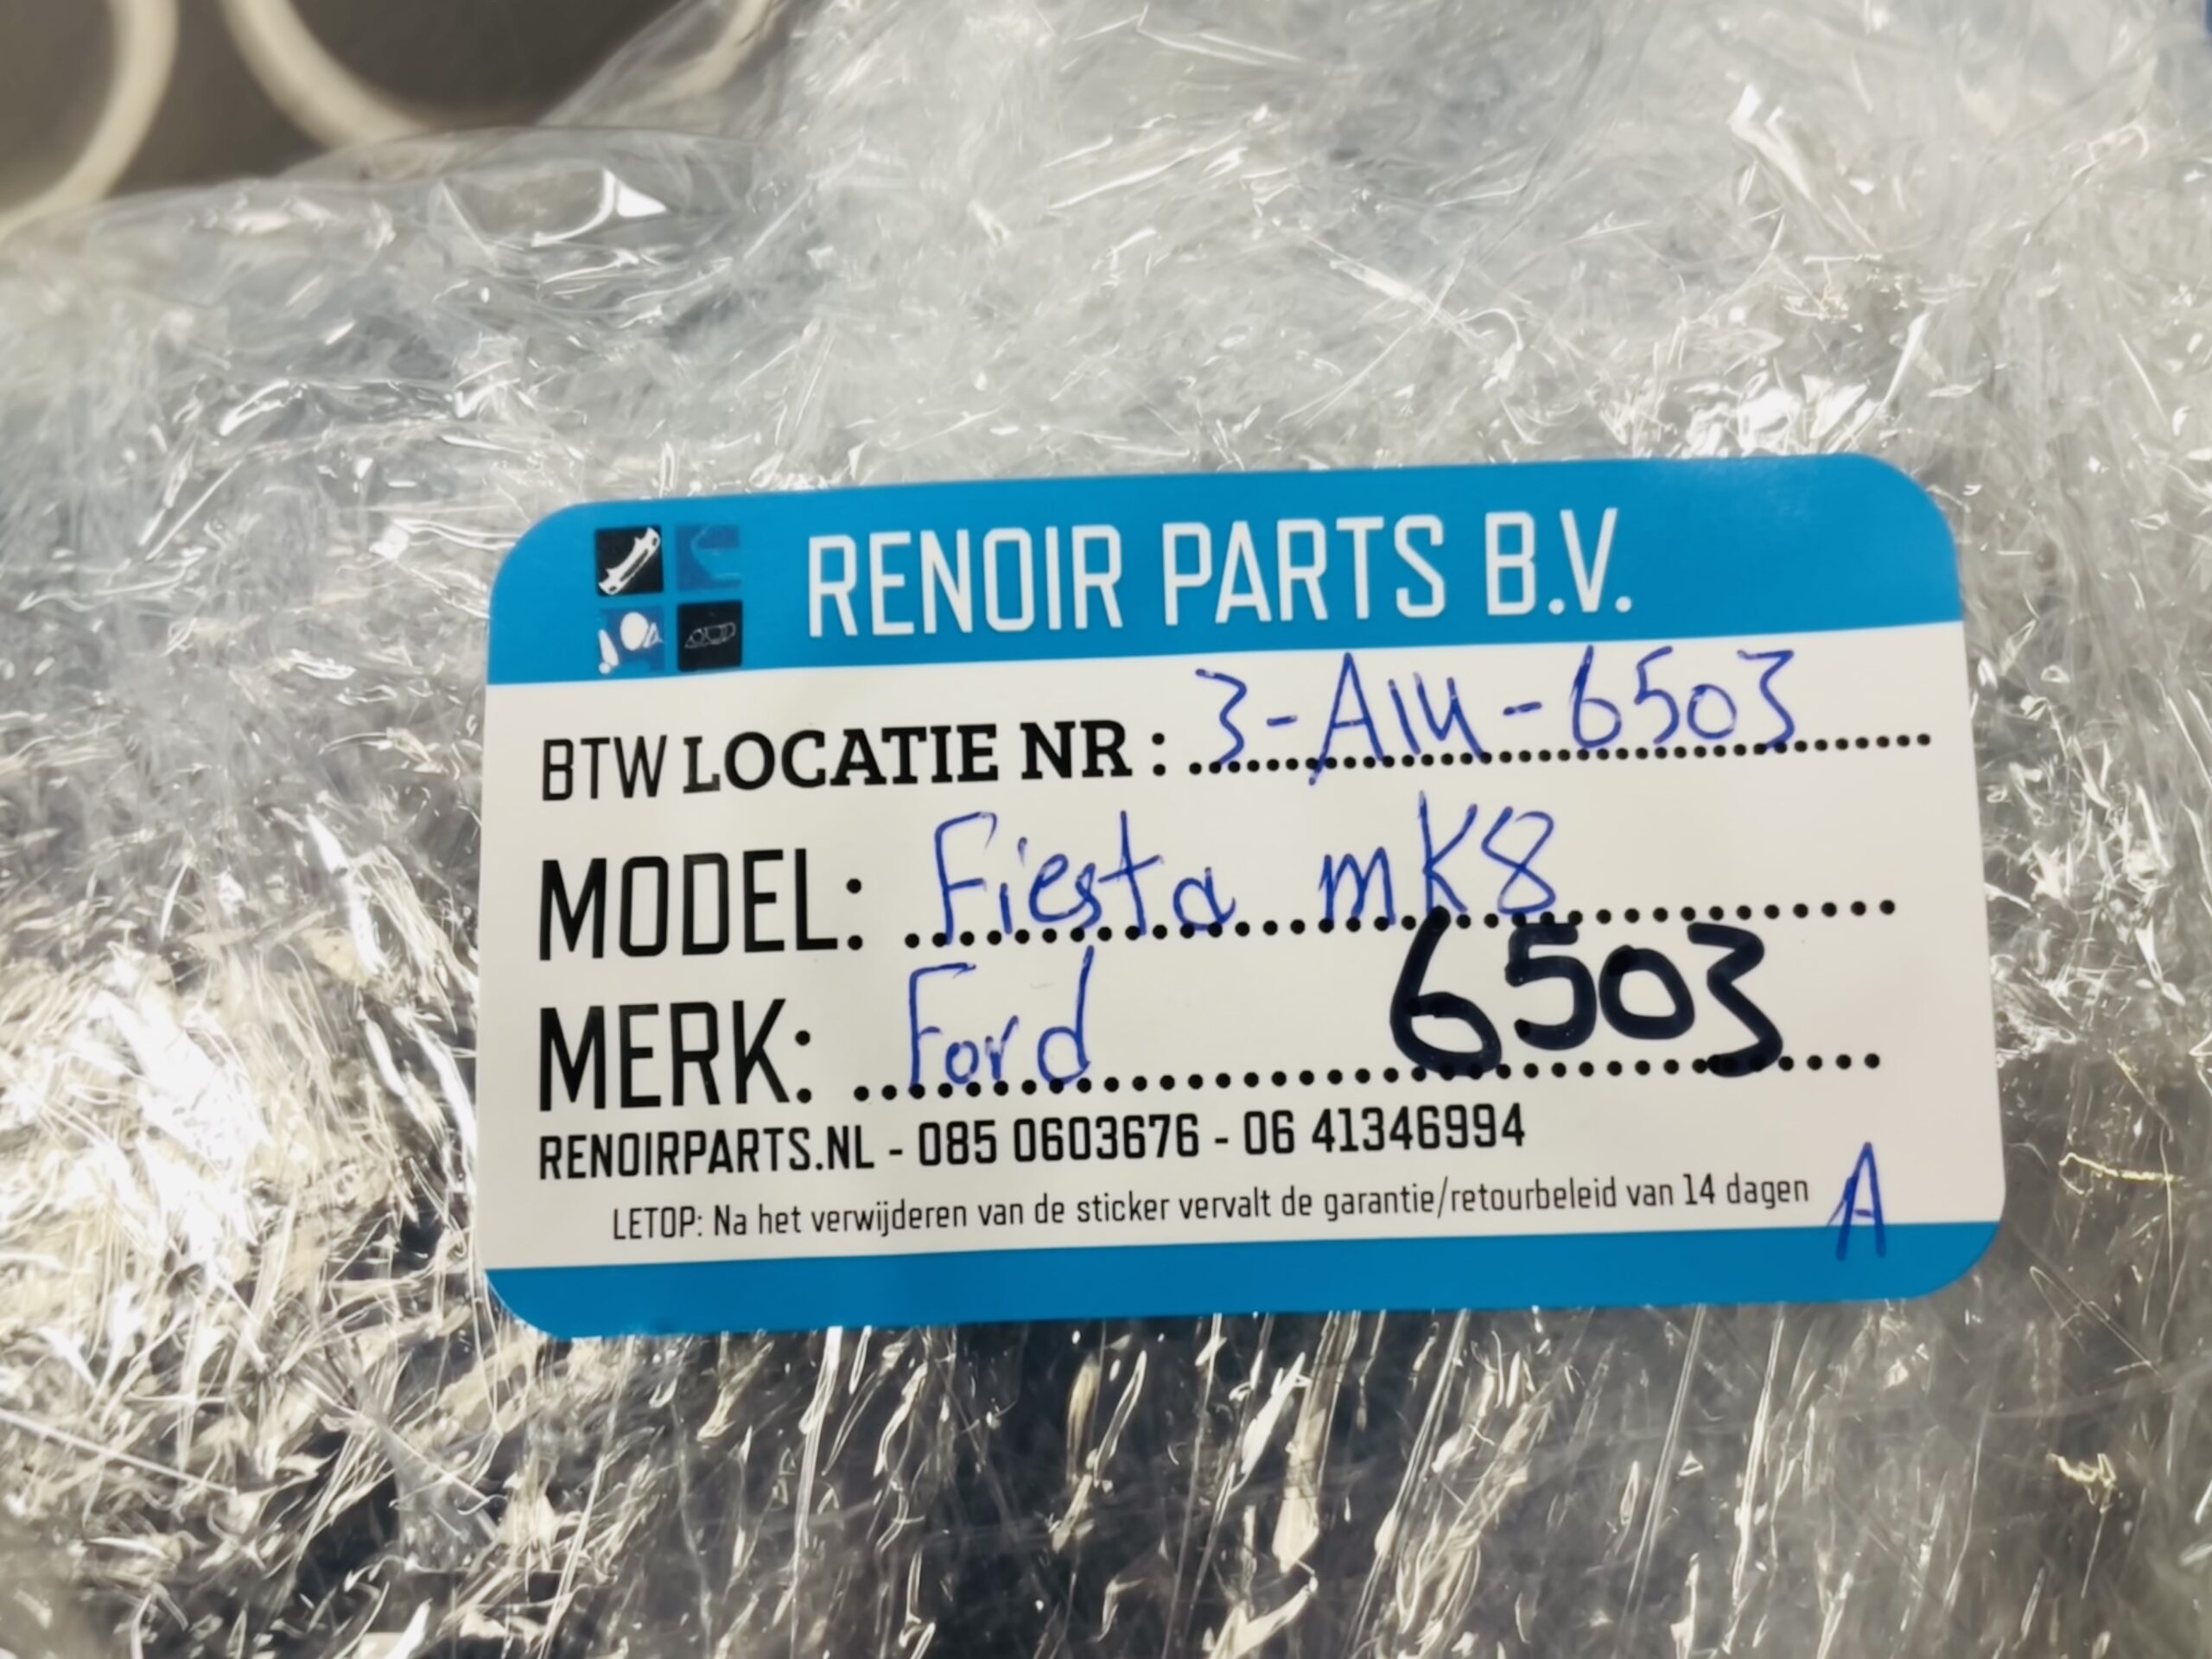 RENOIR PARTS B.V.
BTW LOCATIE NR : 3-A14-6503
MODEL: Fiesta mK8
MERK: Ford 6503
RENOIRPARTS.NL - 085 0603676 - 06 41346994
LETOP: Na het verwijderen van de sticker vervalt de garantie/retourbeleid van 14 dagen
A